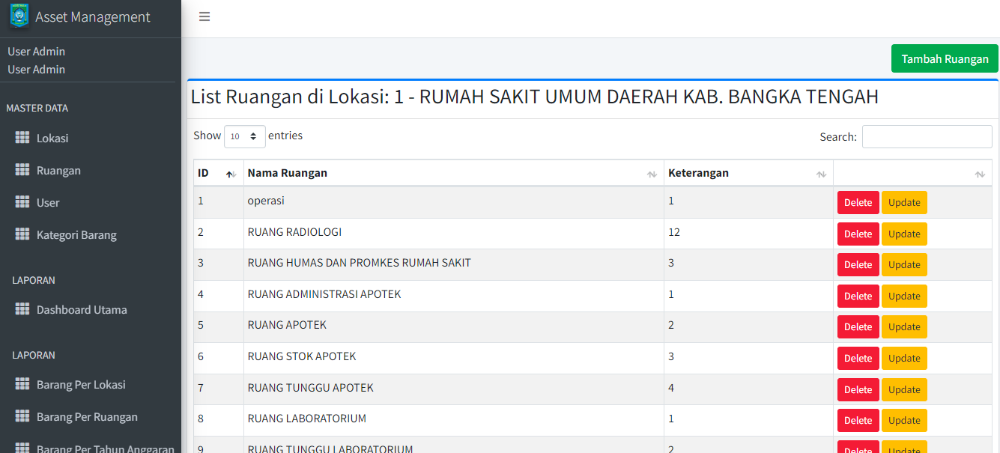 Asset Management
User Admin
User Admin
MASTER DATA
Lokasi
Ruangan
User
Kategori Barang
LAPORAN
Dashboard Utama
LAPORAN
Barang Per Lokasi
Barang Per Ruangan
Barang Per Tahun Anggaran
Tambah Ruangan
List Ruangan di Lokasi: 1 - RUMAH SAKIT UMUM DAERAH KAB. BANGKA TENGAH
Show 10 entries
Search:
ID Nama Ruangan Keterangan
1 operasi 1 Delete Update
2 RUANG RADIOLOGI 12 Delete Update
3 RUANG HUMAS DAN PROMKES RUMAH SAKIT 3 Delete Update
4 RUANG ADMINISTRASI APOTEK 1 Delete Update
5 RUANG APOTEK 2 Delete Update
6 RUANG STOK APOTEK 3 Delete Update
7 RUANG TUNGGU APOTEK 4 Delete Update
8 RUANG LABORATORIUM 1 Delete Update
9 RUANG TUNGGU LABORATORIUM 2 Delete Update